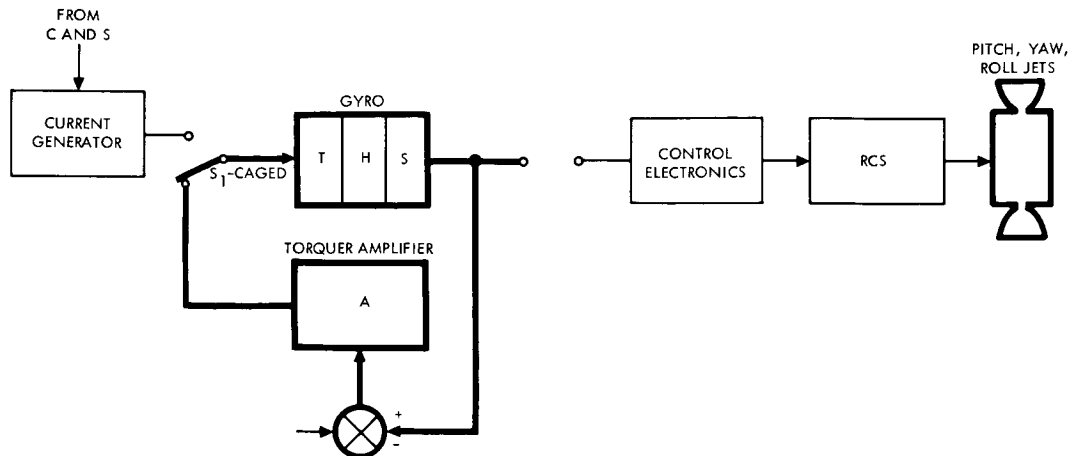 FROM
C AND S
CURRENT
GENERATOR
S1-CAGED
GYRO
T H S
TORQUER AMPLIFIER
A
+
-
CONTROL
ELECTRONICS
RCS
PITCH, YAW,
ROLL JETS